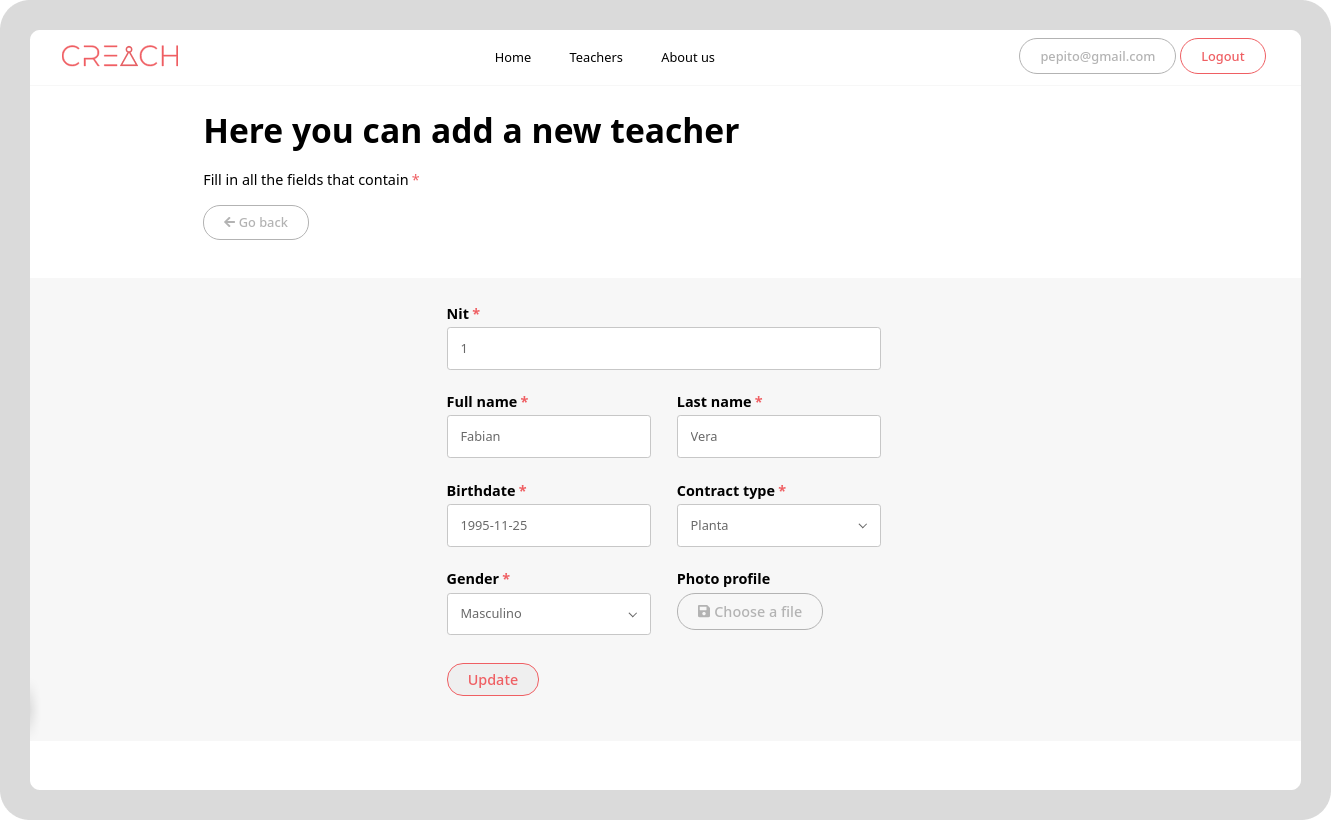 CREACH
Home
Teachers
About us
pepito@gmail.com
Logout
Here you can add a new teacher
Fill in all the fields that contain *
Go back
Nit *
1
Full name *
Last name *
Fabian
Vera
Birthdate *
Contract type *
1995-11-25
Planta
Gender *
Photo profile
Masculino
Choose a file
Update